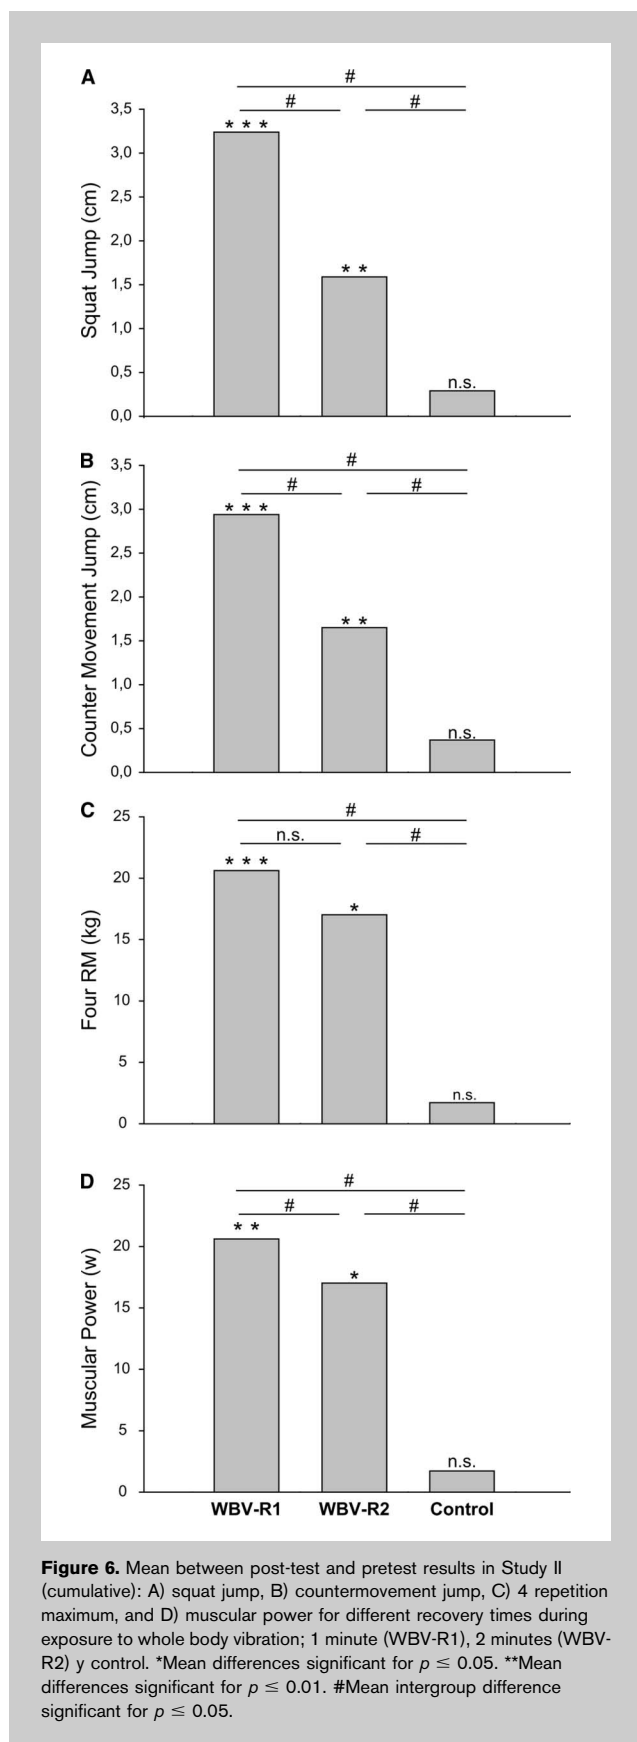 A
#
# #
3,5
* * *
3,0
2,5
2,0
* *
1,5
1,0
0,5
n.s.
0,0
Squat Jump (cm)
B
#
# #
3,5
3,0
* * *
2,5
2,0
* *
1,5
1,0
0,5
n.s.
0,0
Counter Movement Jump (cm)
C
#
n.s. #
25
* * *
20
*
15
10
5
n.s.
0
Four RM (kg)
D
#
# #
25
* *
20
*
15
10
5
n.s.
0
Muscular Power (w)
WBV-R1 WBV-R2 Control
Figure 6. Mean between post-test and pretest results in Study II
(cumulative): A) squat jump, B) countermovement jump, C) 4 repetition
maximum, and D) muscular power for different recovery times during
exposure to whole body vibration; 1 minute (WBV-R1), 2 minutes (WBV-
R2) y control. *Mean differences significant for p ≤ 0.05. **Mean
differences significant for p ≤ 0.01. #Mean intergroup difference
significant for p ≤ 0.05.